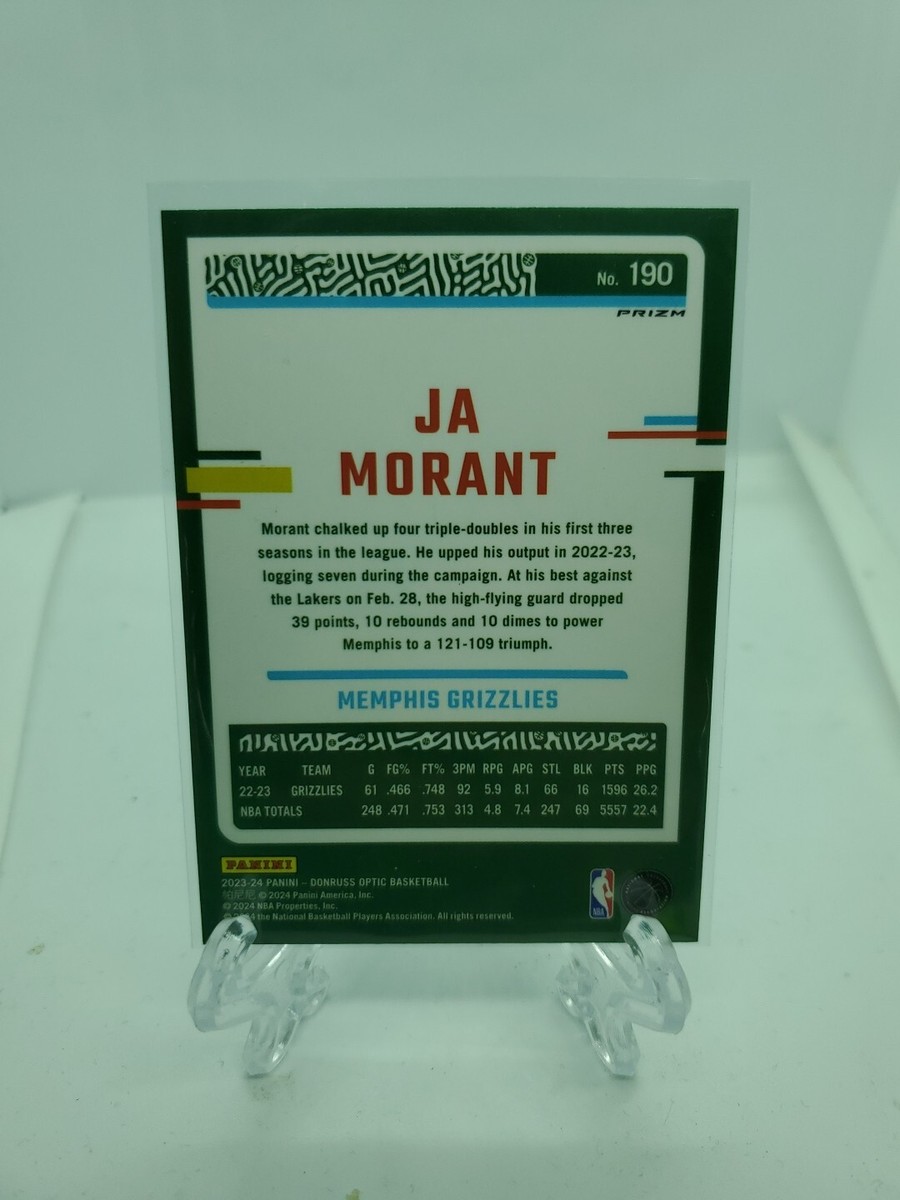 No. 190
PRIZM
JA
MORANT
Morant chalked up four triple-doubles in his first three
seasons in the league. He upped his output in 2022-23,
logging seven during the campaign. At his best against
the Lakers on Feb. 28, the high-flying guard dropped
39 points, 10 rebounds and 10 dimes to power
Memphis to a 121-109 triumph.
MEMPHIS GRIZZLIES
YEAR TEAM G FG% FT% 3PM RPG APG STL BLK PTS PPG
22-23 GRIZZLIES 61 .466 .748 92 5.9 8.1 66 16 1596 26.2
NBA TOTALS 248 .471 .753 313 4.8 7.4 247 69 5557 22.4
PANINI
2023-24 PANINI – DONRUSS OPTIC BASKETBALL
帕尼尼 © 2024 Panini America, Inc.
© 2024 NBA Properties, Inc.
© 2024 the National Basketball Players Association. All rights reserved.
NBA